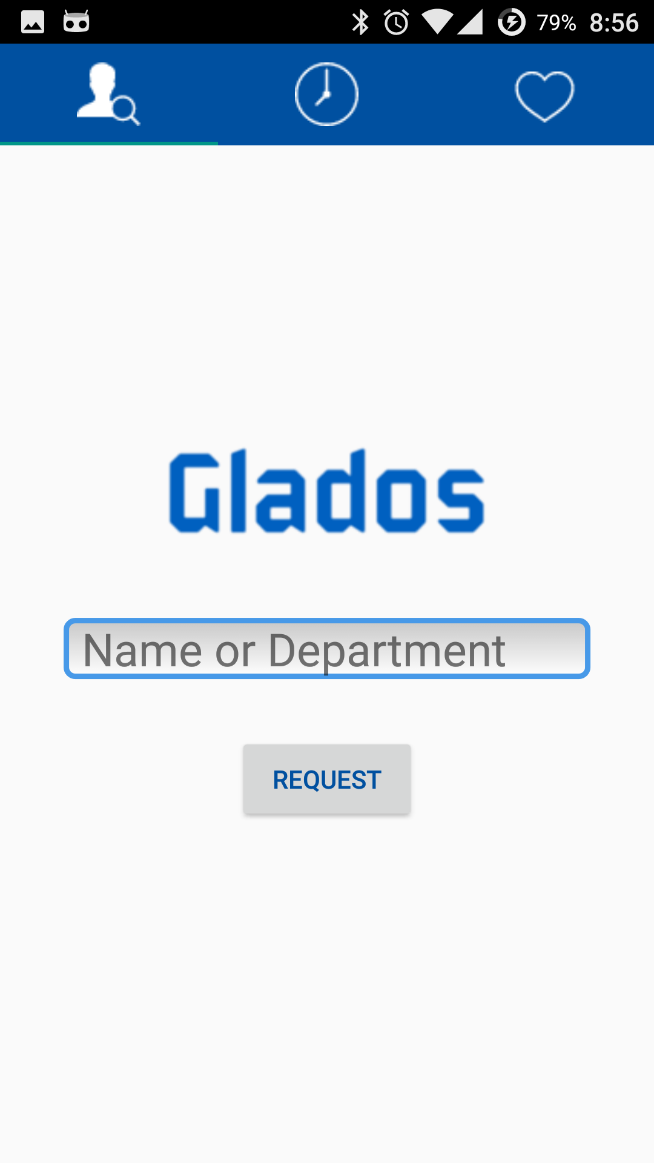 79% 8:56
Glados
Name or Department
REQUEST